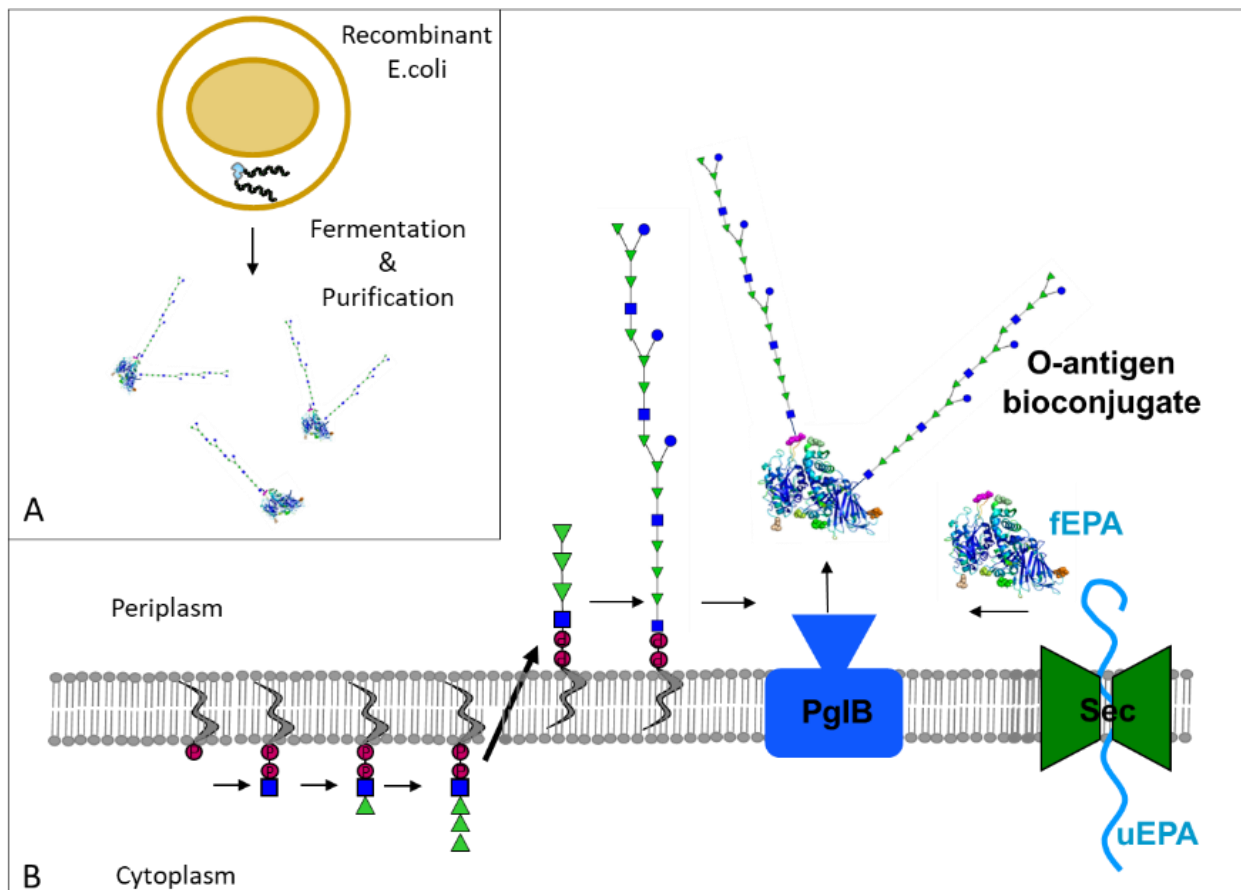 Recombinant
E.coli
Fermentation
&
Purification
A
O-antigen
bioconjugate
fEPA
Periplasm
P
P
P
P
P
PglB
Sec
P
P
P
P
P
P
P
uEPA
B
Cytoplasm